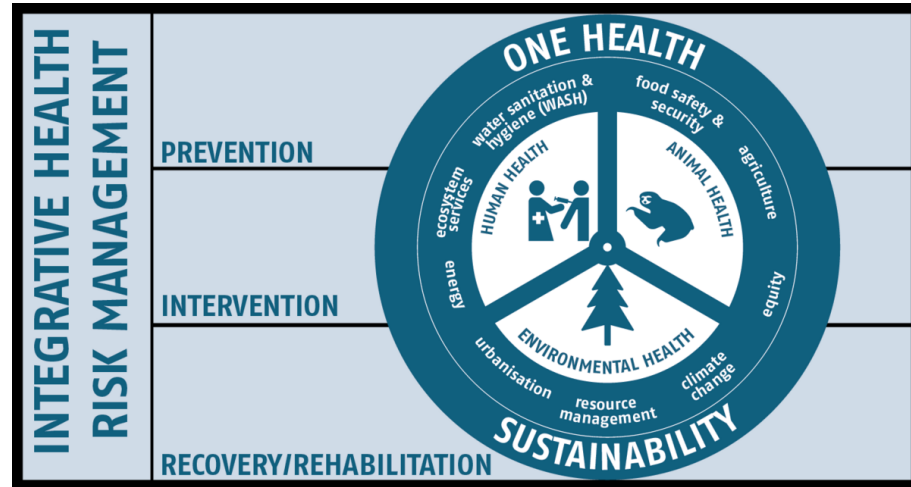 INTEGRATIVE HEALTH
RISK MANAGEMENT
PREVENTION
INTERVENTION
RECOVERY/REHABILITATION
ONE HEALTH
water sanitation &
hygiene (WASH)
food safety &
security
agriculture
equity
climate
change
resource
management
urbanisation
energy
ecosystem
services
HUMAN HEALTH
ANIMAL HEALTH
ENVIRONMENTAL HEALTH
SUSTAINABILITY